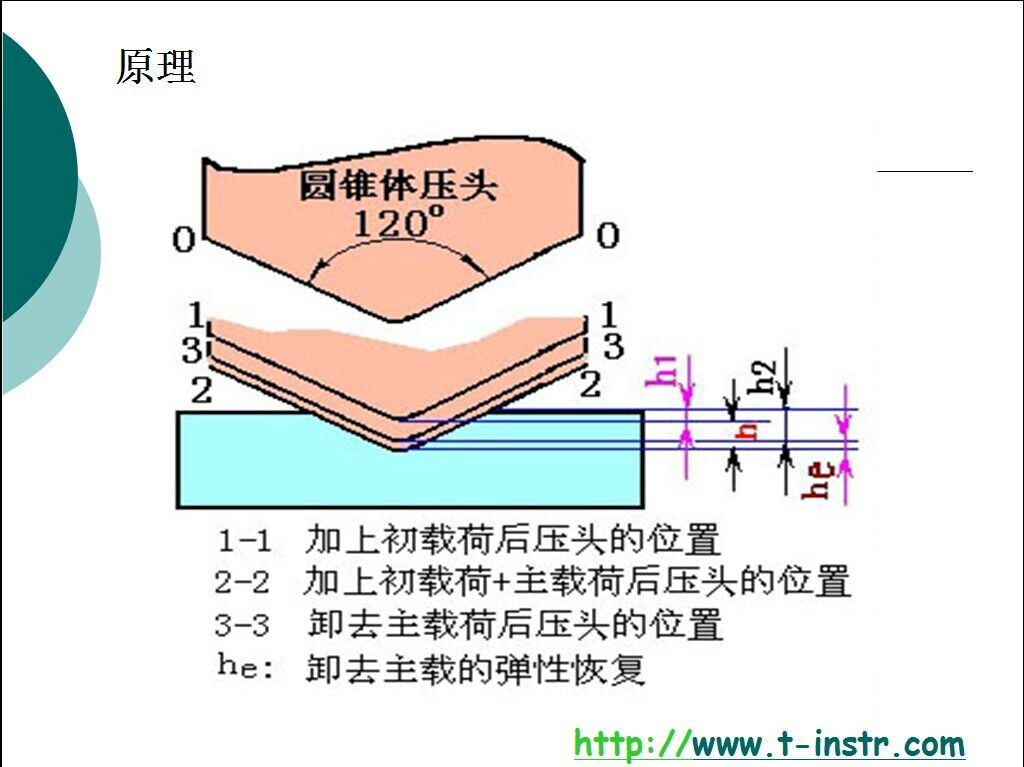 原理
圆锥体压头
120°
0 0
1 1
3 3
2 2
h1 h2
h
he
1-1 加上初载荷后压头的位置
2-2 加上初载荷+主载荷后压头的位置
3-3 卸去主载荷后压头的位置
he: 卸去主载的弹性恢复
http://www.t-instr.com